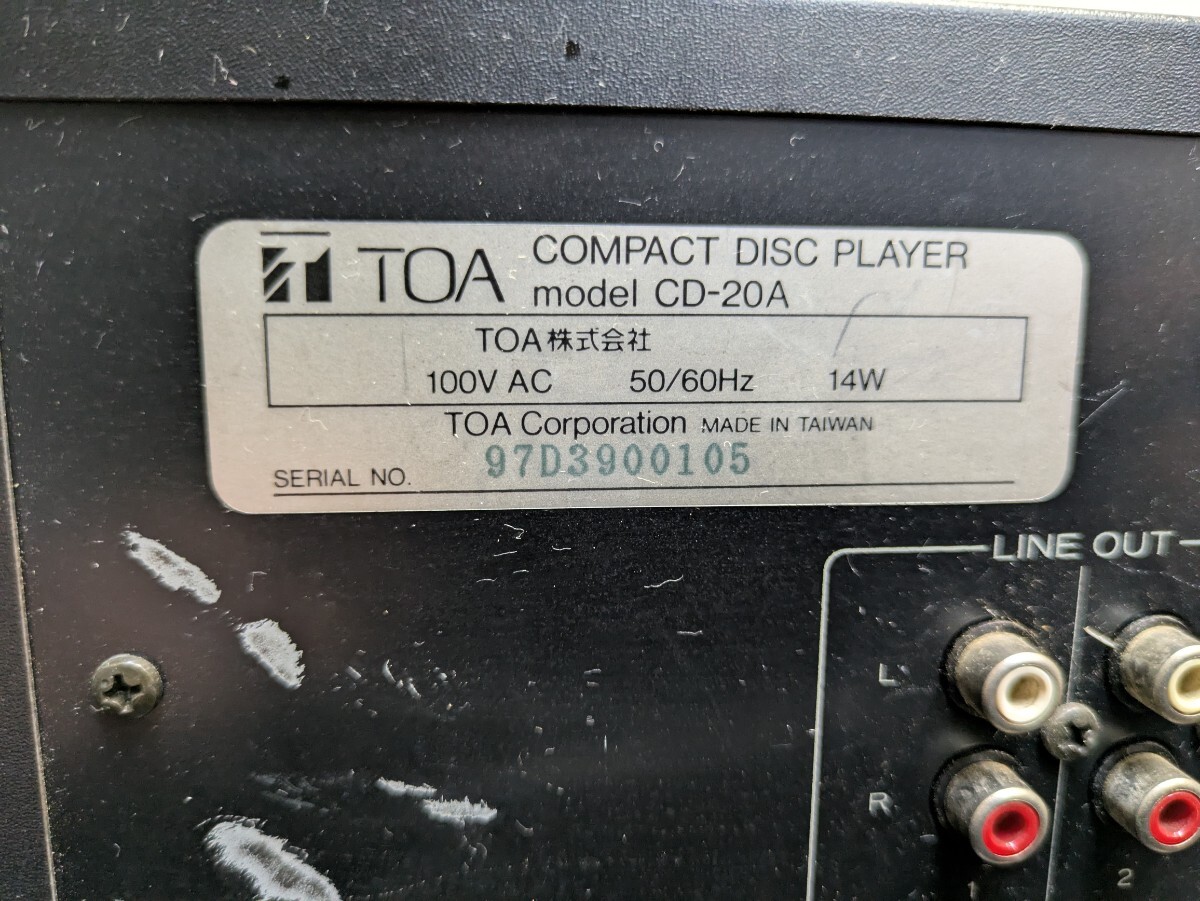 TOA COMPACT DISC PLAYER
model CD-20A
TOA株式会社
100V AC 50/60Hz 14W
TOA Corporation MADE IN TAIWAN
SERIAL NO. 97D3900105
LINE OUT
L
R
1 2